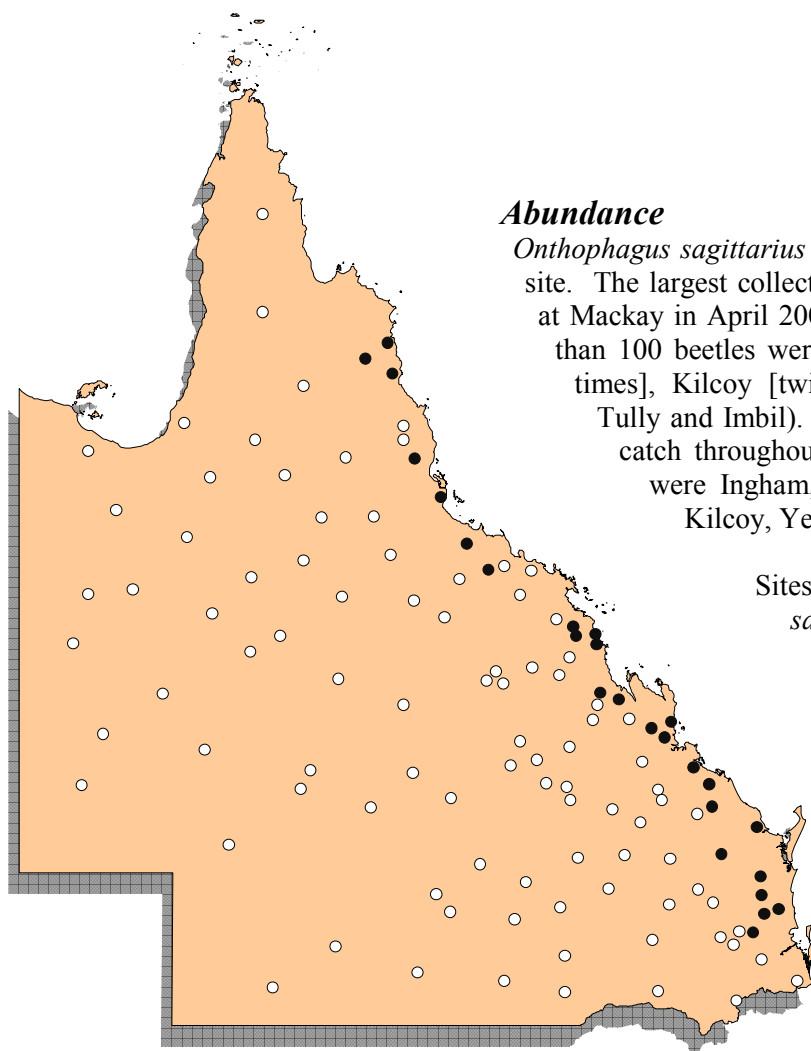 Abundance
Onthophagus sagittarius
site. The largest collect
at Mackay in April 200
than 100 beetles were
times], Kilcoy [twi
Tully and Imbil).
catch throughou
were Ingham,
Kilcoy, Ye
Sites
sa